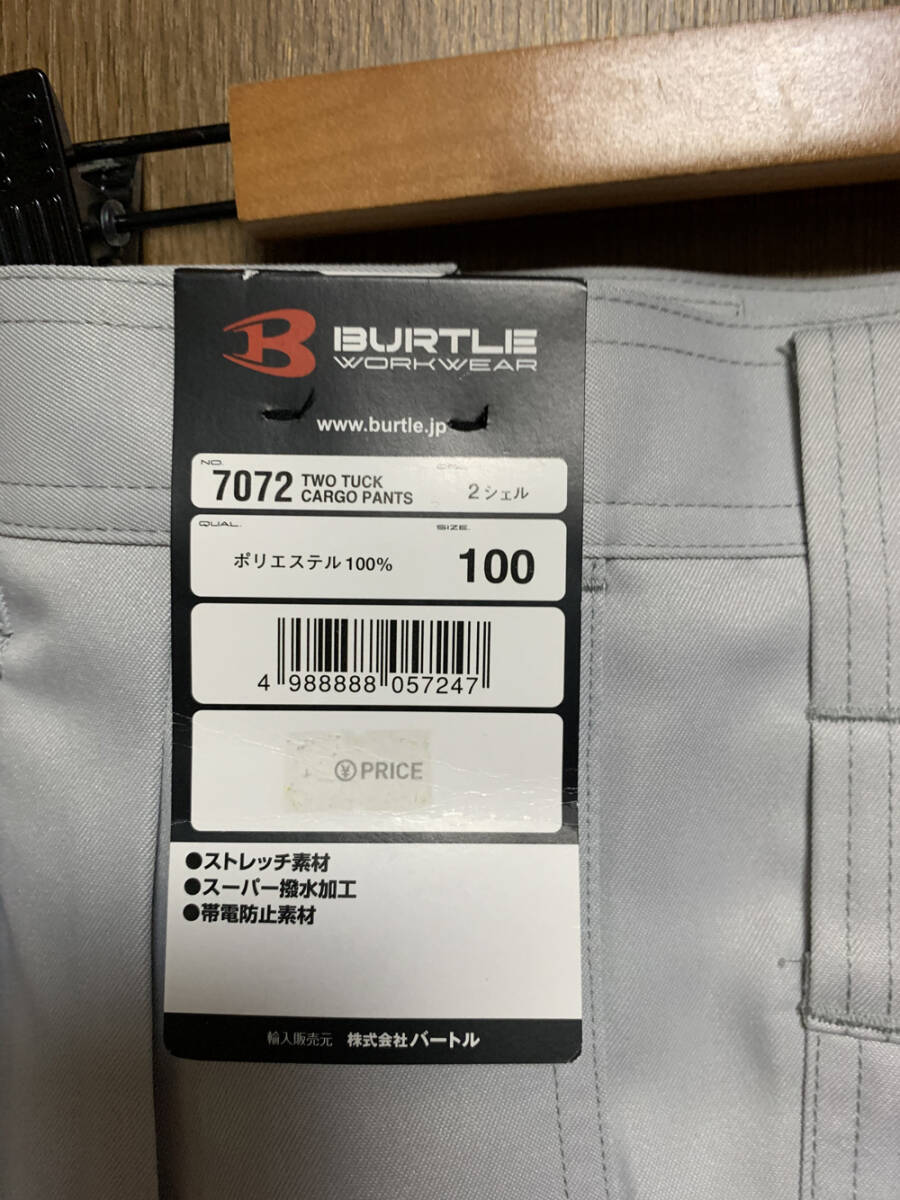 BURTLE
WORKWEAR
www.burtle.jp
NO.
7072 TWO TUCK
CARGO PANTS
2 シェル
QUAL.
SIZE.
ポリエステル 100%
100
4 988888 057247
¥ PRICE
●ストレッチ素材
●スーパー撥水加工
●帯電防止素材
輸入販売元 株式会社バートル